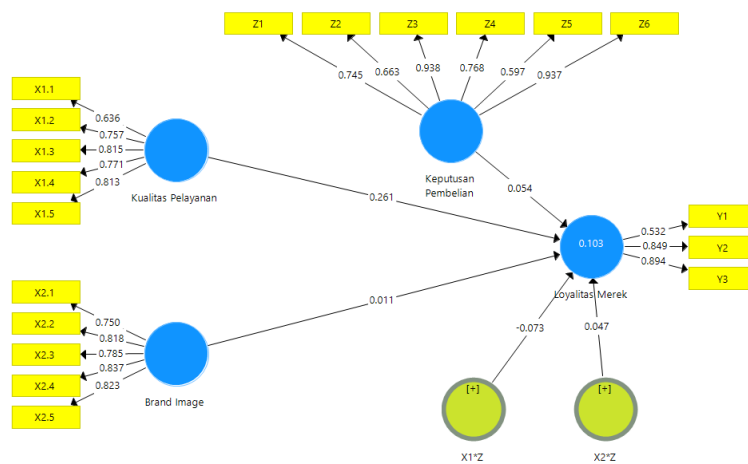 Z1 Z2 Z3 Z4 Z5 Z6
0.745 0.663 0.938 0.768 0.597 0.937
Keputusan
Pembelian
X1.1
X1.2
X1.3
X1.4
X1.5
0.636
0.757
0.815
0.771
0.813
Kualitas Pelayanan
0.261
0.054
0.103
Loyalitas Merek
0.532
0.849
0.894
Y1
Y2
Y3
X2.1
X2.2
X2.3
X2.4
X2.5
0.750
0.818
0.785
0.837
0.823
Brand Image
0.011
-0.073
0.047
[+] [+]
X1*Z X2*Z